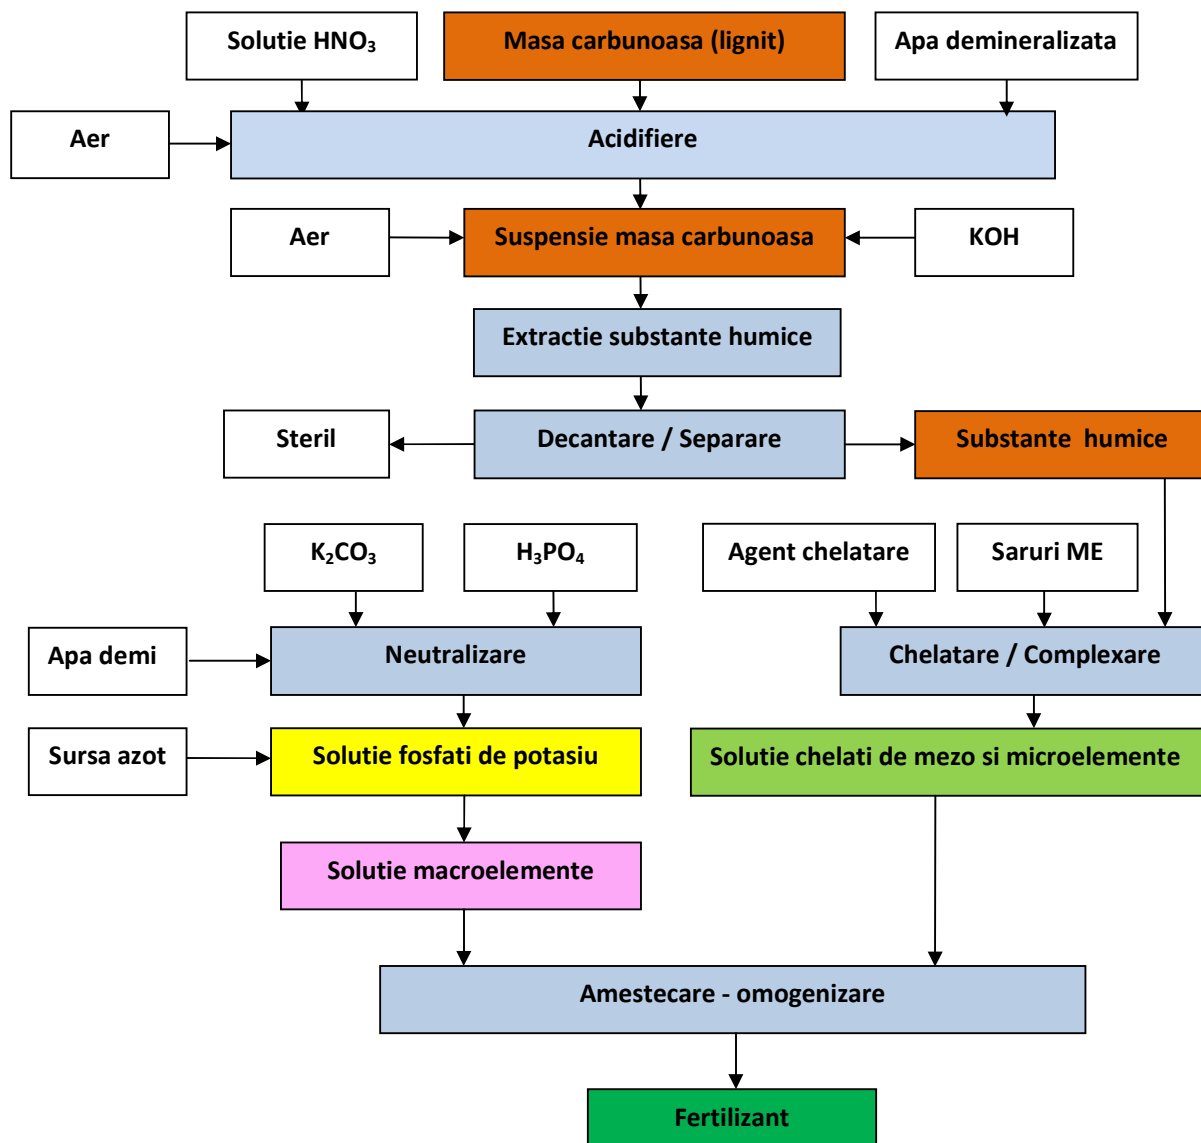 Solutie HNO₃
Masa carbunoasa (lignit)
Apa demineralizata
Aer
Acidifiere
Aer
Suspensie masa carbunoasa
KOH
Extractie substante humice
Steril
Decantare / Separare
Substante humice
K₂CO₃
H₃PO₄
Agent chelatare
Saruri ME
Apa demi
Neutralizare
Chelatare / Complexare
Sursa azot
Solutie fosfati de potasiu
Solutie chelati de mezo si microelemente
Solutie macroelemente
Amestecare - omogenizare
Fertilizant